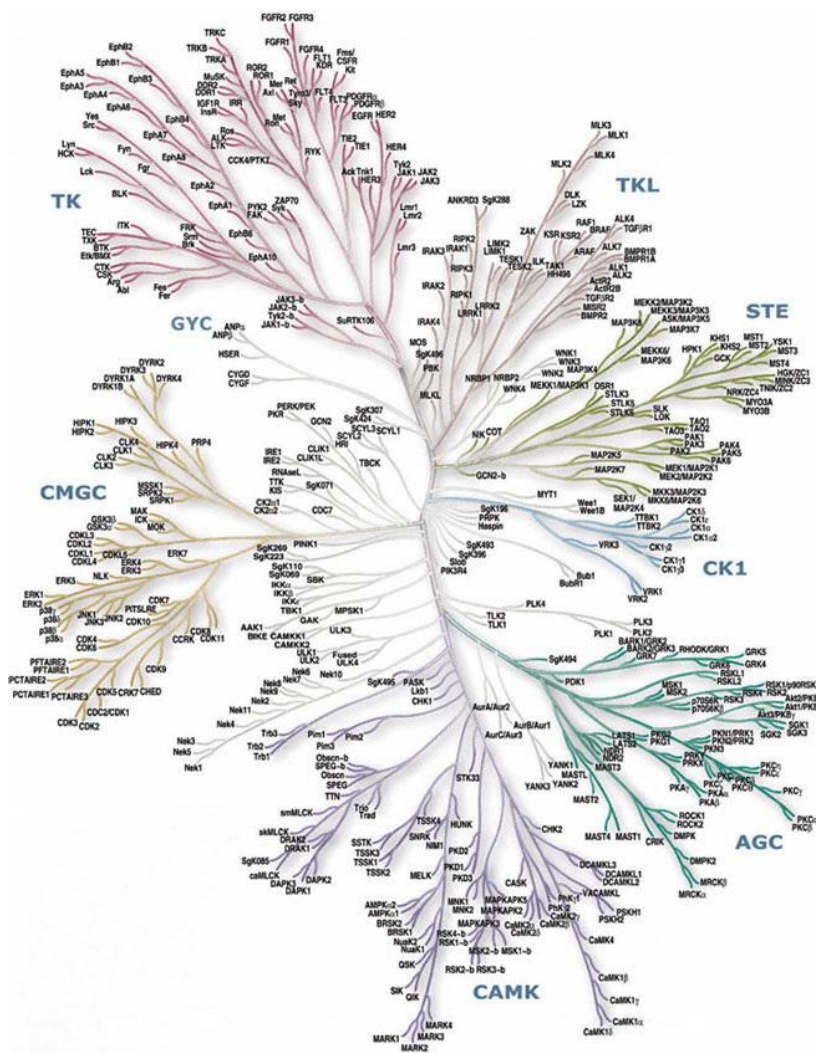 FGFR2
FGFR3
TRKC
TRKB
TRKA
FGFR1
FGFR4
FLT1
KDR
Fms/
CSFR
Kit
EphB2
EphB1
EphA5
EphA3
EphB3
EphA4
EphA6
MuSK
ROR2
ROR1
DDR2
DDR1
Ret
Mer
Axl
Tyro3/
Sky
FLT4
FLT3
PDGFRα
PDGFRβ
IGF1R
IRR
InsR
Met
Ron
EGFR
HER2
Yes
Src
EphB4
EphA7
Ros
ALK
LTK
RYK
TIE2
TIE1
HER4
Lyn
HCK
Fyn
EphA8
CCK4/PTK7
Ack
Tnk1
HER3
Tyk2
JAK1
JAK2
JAK3
Lck
Fgr
BLK
EphA2
EphA1
PYK2
FAK
ZAP70
Syk
Lmr1
Lmr2
Lmr3
TK
ITK
TEC
TXK
BTK
Etk/BMX
FRK
Srm
Brk
EphB6
EphA10
CTK
CSK
Arg
Abl
Fes
Fer
JAK3~b
JAK2~b
Tyk2~b
JAK1~b
SuRTK106
MLK3
MLK1
MLK2
MLK4
TKL
ANKRD3
SgK288
DLK
LZK
ZAK
RIPK2
IRAK3
IRAK1
LIMK2
LIMK1
RIPK3
TESK1
TESK2
ILK
TAK1
HH498
KSR
KSR2
RAF1
BRAF
ARAF
ALK4
TGFβR1
ALK7
BMPR1B
BMPR1A
ALK1
ALK2
ActR2
ActR2B
TGFβR2
MISR2
BMPR2
IRAK2
RIPK1
LRRK2
LRRK1
IRAK4
MOS
SgK496
PBK
MLKL
NRBP1
NRBP2
WNK1
WNK3
WNK2
WNK4
STE
MEKK2/MAP3K2
MEKK3/MAP3K3
ASK/MAP3K5
MAP3K8
MAP3K7
MEKK6/
MAP3K6
MAP3K4
MEKK1/MAP3K1
OSR1
HPK1
KHS1
KHS2
GCK
MST1
MST2
YSK1
MST3
MST4
HGK/ZC1
MINK/ZC3
TNIK/ZC2
NRK/ZC4
MYO3A
MYO3B
STLK3
STLK5
STLK6
SLK
LOK
TAO1
TAO2
TAO3
PAK1
PAK3
PAK2
PAK4
PAK5
PAK6
NIK
COT
GCN2~b
MAP2K5
MAP2K7
MEK1/MAP2K1
MEK2/MAP2K2
MKK3/MAP2K3
MKK6/MAP2K6
SEK1/
MAP2K4
GYC
ANPα
ANPβ
HSER
CYGD
CYGF
DYRK2
DYRK3
DYRK1A
DYRK1B
DYRK4
HIPK1
HIPK2
HIPK3
HIPK4
PRP4
CLK4
CLK1
CLK2
CLK3
MSSK1
SRPK2
SRPK1
CMGC
MAK
ICK
MOK
GSK3β
GSK3α
CDKL3
CDKL2
CDKL1
CDKL4
CDKL5
ERK7
ERK4
ERK3
NLK
ERK5
ERK1
ERK2
p38γ
p38δ
p38β
p38α
JNK1
JNK3
JNK2
CDK7
PITSLRE
CDK10
CDK4
CDK6
CCRK
CDK8
CDK11
PFTAIRE2
PFTAIRE1
PCTAIRE2
PCTAIRE1
PCTAIRE3
CDK9
CDK5
CRK7
CHED
CDC2/CDK1
CDK3
CDK2
PERK/PEK
PKR
GCN2
SgK307
SgK424
SCYL3
SCYL2
SCYL1
HRI
CLIK1
CLIK1L
IRE1
IRE2
TBCK
RNAseL
TTK
KIS
SgK071
CK2α1
CK2α2
CDC7
PINK1
SgK269
SgK223
SgK110
SgK069
SBK
IKKα
IKKβ
IKKε
TBK1
MPSK1
GAK
AAK1
BIKE
CAMKK1
CAMKK2
ULK3
ULK1
ULK2
Fused
ULK4
Nek6
Nek7
Nek10
Nek8
Nek9
Nek2
Nek11
Nek4
Nek3
Nek5
Nek1
MYT1
Wee1
Wee1B
SgK196
PRPK
Haspin
SgK493
SgK396
Slob
PIK3R4
Bub1
BubR1
TTBK1
TTBK2
CK1δ
CK1ε
CK1α
CK1α2
VRK3
CK1γ2
CK1γ1
CK1γ3
VRK1
VRK2
CK1
PLK4
PLK3
PLK1
PLK2
TLK2
TLK1
SgK494
PDK1
BARK1/GRK2
BARK2/GRK3
RHODK/GRK1
GRK7
GRK5
GRK6
GRK4
RSKL1
RSKL2
MSK1
MSK2
p70S6K
p70S6Kβ
RSK3
RSK4
RSK2
RSK1/p90RSK
Akt2/PKB
Akt1/PKB
Akt3/PKBγ
SGK1
SGK2
SGK3
PKG2
PKG1
PKN1/PRK1
PKN2/PRK2
PKN3
PRKY
PRKX
PKAγ
PKAα
PKAβ
PKCη
PKCε
PKCγ
PKCα
PKCβ
LATS1
LATS2
NDR1
NDR2
MAST3
MASTL
MAST2
MAST4
MAST1
YANK1
YANK2
YANK3
ROCK1
ROCK2
DMPK
CRIK
DMPK2
MRCKβ
MRCKα
AGC
SgK495
PASK
Lkb1
CHK1
AurA/Aur2
AurB/Aur1
AurC/Aur3
Trb3
Trb2
Trb1
Pim1
Pim2
Pim3
Obscn~b
SPEG~b
Obscn
SPEG
TTN
STK33
smMLCK
Trio
Trad
skMLCK
TSSK4
SSTK
TSSK3
TSSK1
TSSK2
SNRK
NIM1
HUNK
DRAK2
DRAK1
SgK085
caMLCK
DAPK3
DAPK2
DAPK1
MELK
PKD2
PKD1
PKD3
CHK2
DCAMKL3
DCAMKL1
DCAMKL2
CASK
PhKγ1
PhKγ2
VACAMKL
PSKH1
PSKH2
MNK1
MNK2
MAPKAPK5
MAPKAPK2
MAPKAPK3
CaMK2γ
CaMK2α
CaMK2β
CaMK2δ
AMPKα2
AMPKα1
BRSK2
BRSK1
NuaK2
NuaK1
RSK4~b
RSK1~b
MSK2~b
MSK1~b
RSK2~b
RSK3~b
QSK
SIK
QIK
MARK4
MARK1
MARK3
MARK2
CaMK4
CaMK1β
CaMK1γ
CaMK1α
CaMK1δ
CAMK